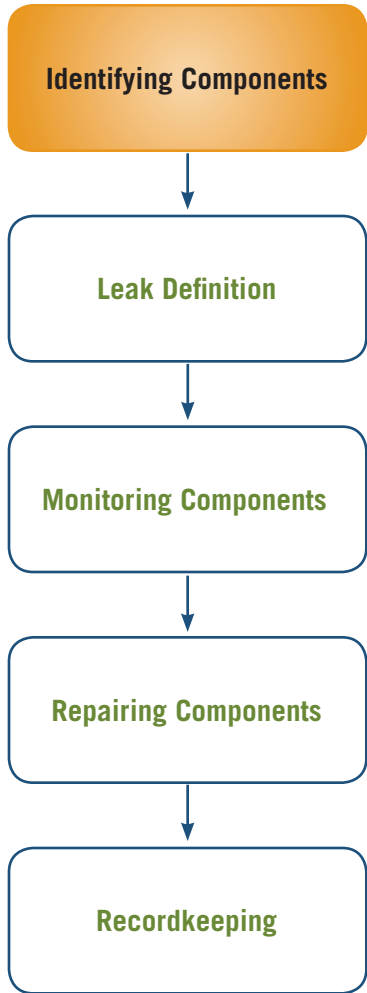 Identifying Components
Leak Definition
Monitoring Components
Repairing Components
Recordkeeping